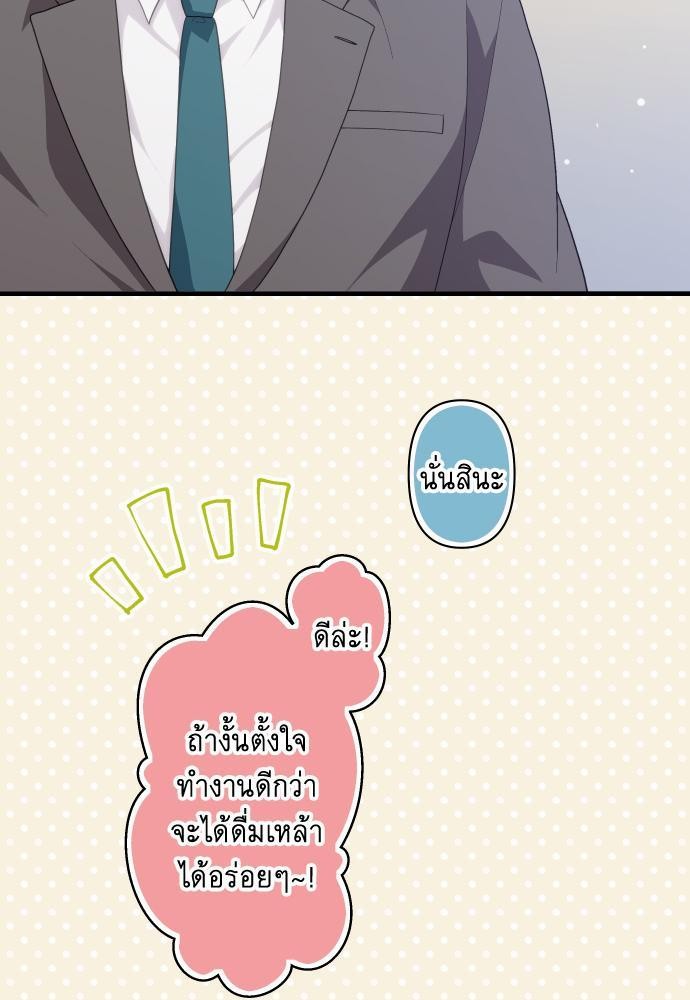 นั่นสินะ
ดีล่ะ!
ถ้างั้นตั้งใจ
ทำงานดีกว่า
จะได้ดื่มเหล้า
ได้อร่อยๆ~!